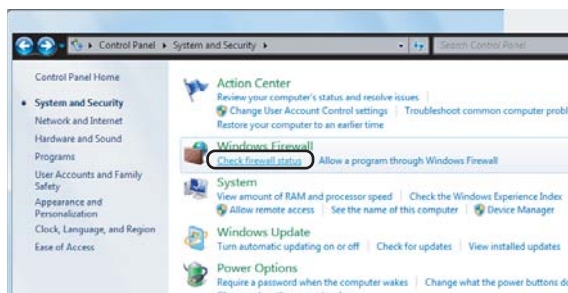 Control Panel ▸ System and Security ▸
Search Control Panel
Control Panel Home
System and Security
Network and Internet
Hardware and Sound
Programs
User Accounts and Family
Safety
Appearance and
Personalization
Clock, Language, and Region
Ease of Access
Action Center
Review your computer's status and resolve issues
Change User Account Control settings | Troubleshoot common computer probl
Restore your computer to an earlier time
Windows Firewall
Check firewall status | Allow a program through Windows Firewall
System
View amount of RAM and processor speed | Check the Windows Experience Index
Allow remote access | See the name of this computer | Device Manager
Windows Update
Turn automatic updating on or off | Check for updates | View installed updates
Power Options
Require a password when the computer wakes | Change what the power buttons do